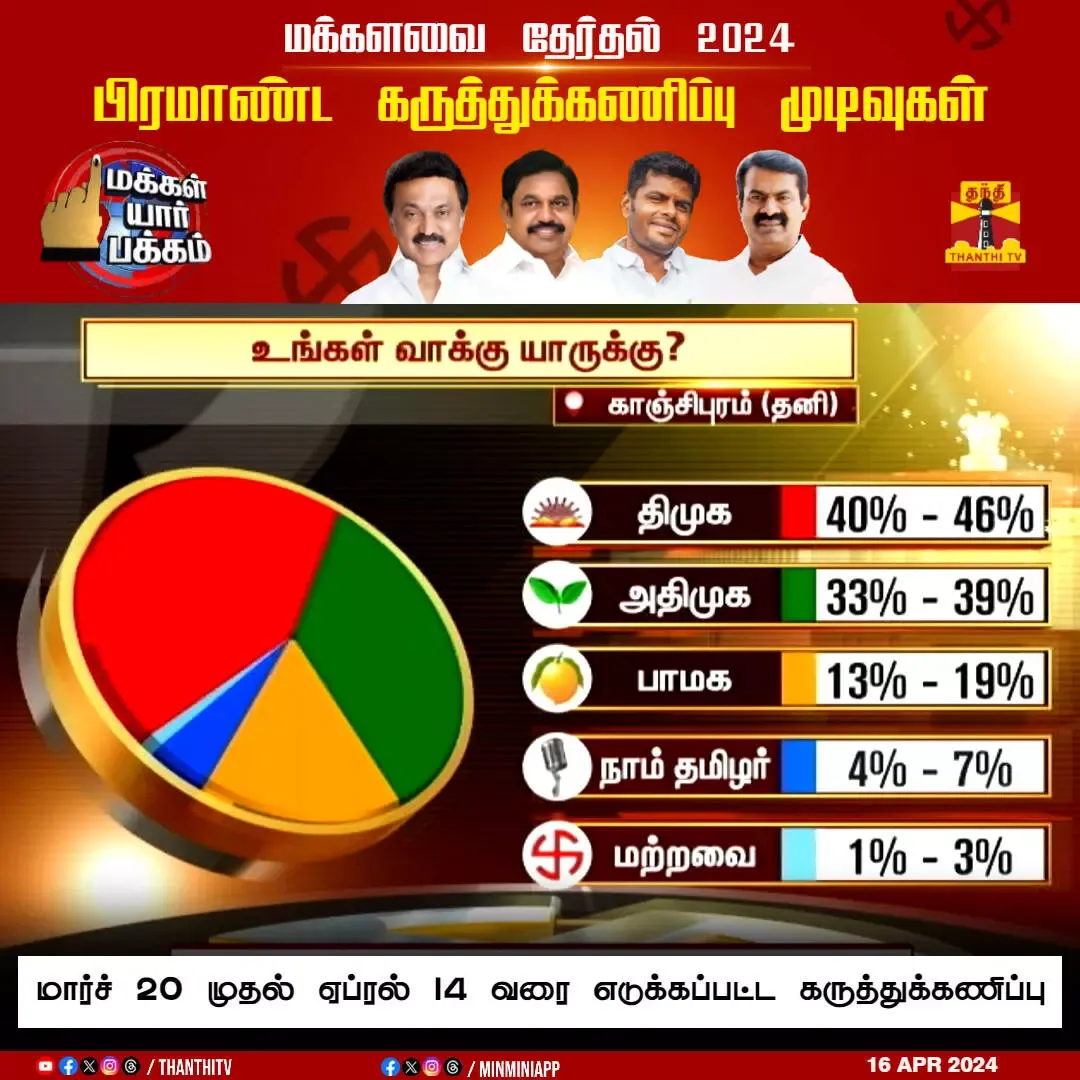 மக்களவை தேர்தல் 2024
பிரமாண்ட கருத்துக்கணிப்பு முடிவுகள்
மக்கள்
யார்
பக்கம்
தந்தி
THANTHI TV
உங்கள் வாக்கு யாருக்கு?
காஞ்சிபுரம் (தனி)
திமுக 40% - 46%
அதிமுக 33% - 39%
பாமக 13% - 19%
நாம் தமிழர் 4% - 7%
மற்றவை 1% - 3%
மார்ச் 20 முதல் ஏப்ரல் 14 வரை எடுக்கப்பட்ட கருத்துக்கணிப்பு
/ THANTHITV / MINMINIAPP 16 APR 2024